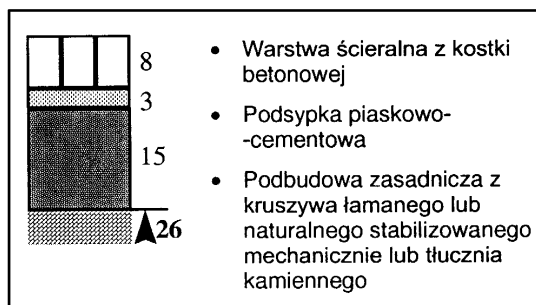 8
3
15
26
• Warstwa ścieralna z kostki
betonowej
• Podsypka piaskowo-
-cementowa
• Podbudowa zasadnicza z
kruszywa łamanego lub
naturalnego stabilizowanego
mechanicznie lub tłucznia
kamiennego